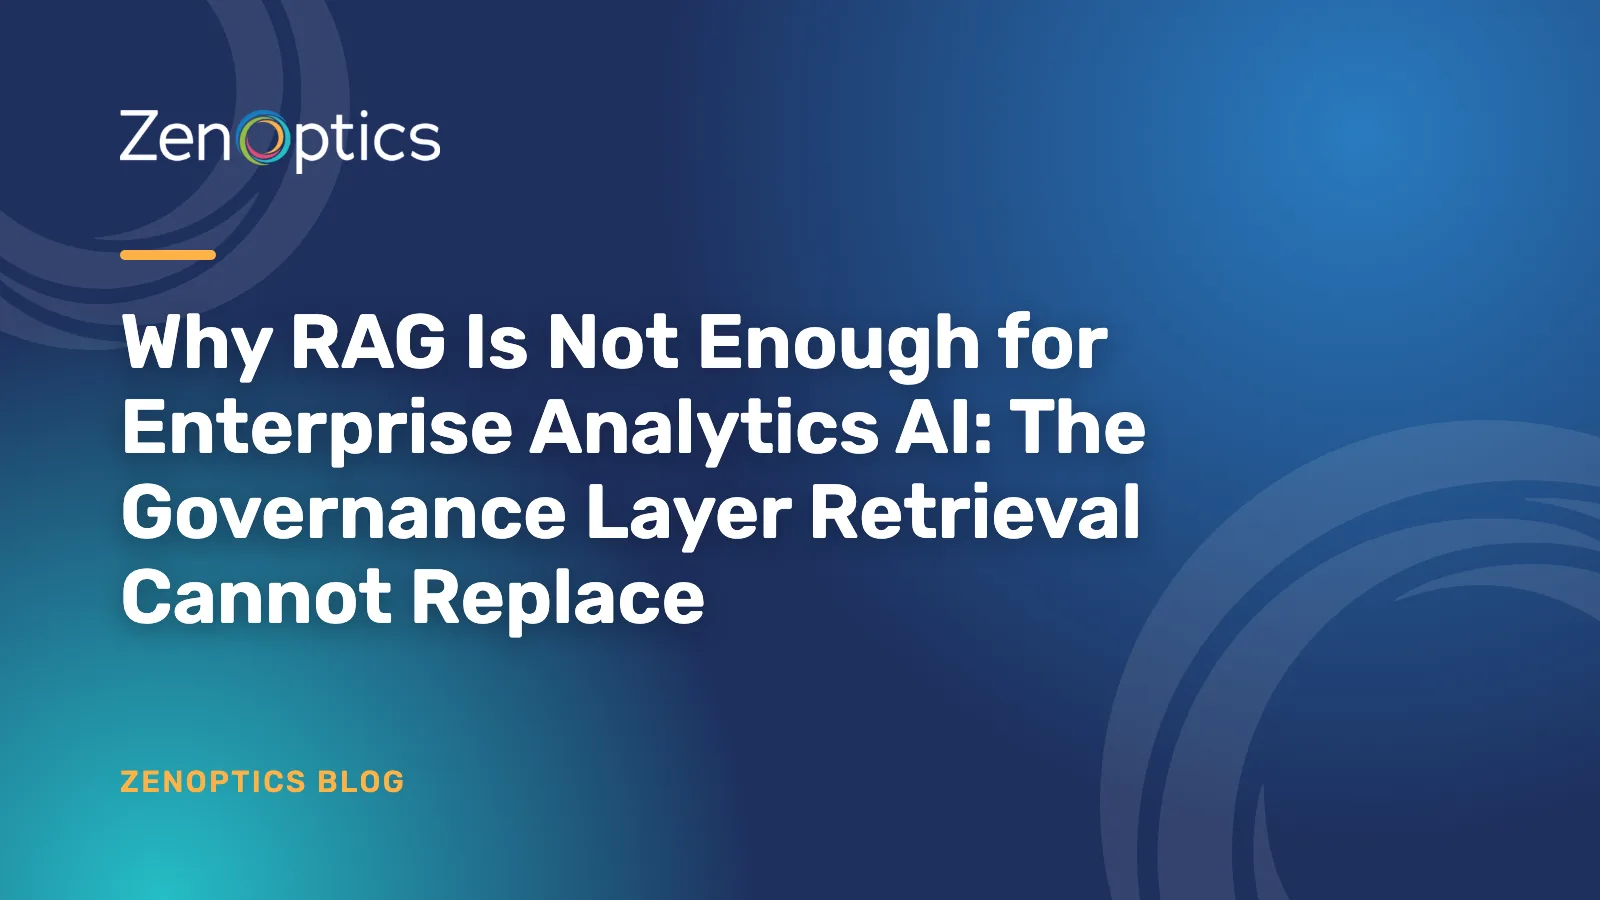 ZenOptics
Why RAG Is Not Enough for
Enterprise Analytics AI: The
Governance Layer Retrieval
Cannot Replace
ZENOPTICS BLOG